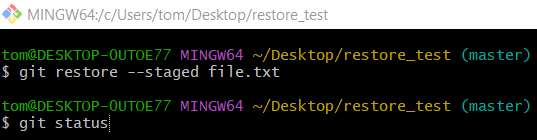 MINGW64:/c/Users/tom/Desktop/restore_test
tom@DESKTOP-OUTOE77 MINGW64 ~/Desktop/restore_test (master)
$ git restore --staged file.txt
tom@DESKTOP-OUTOE77 MINGW64 ~/Desktop/restore_test (master)
$ git status